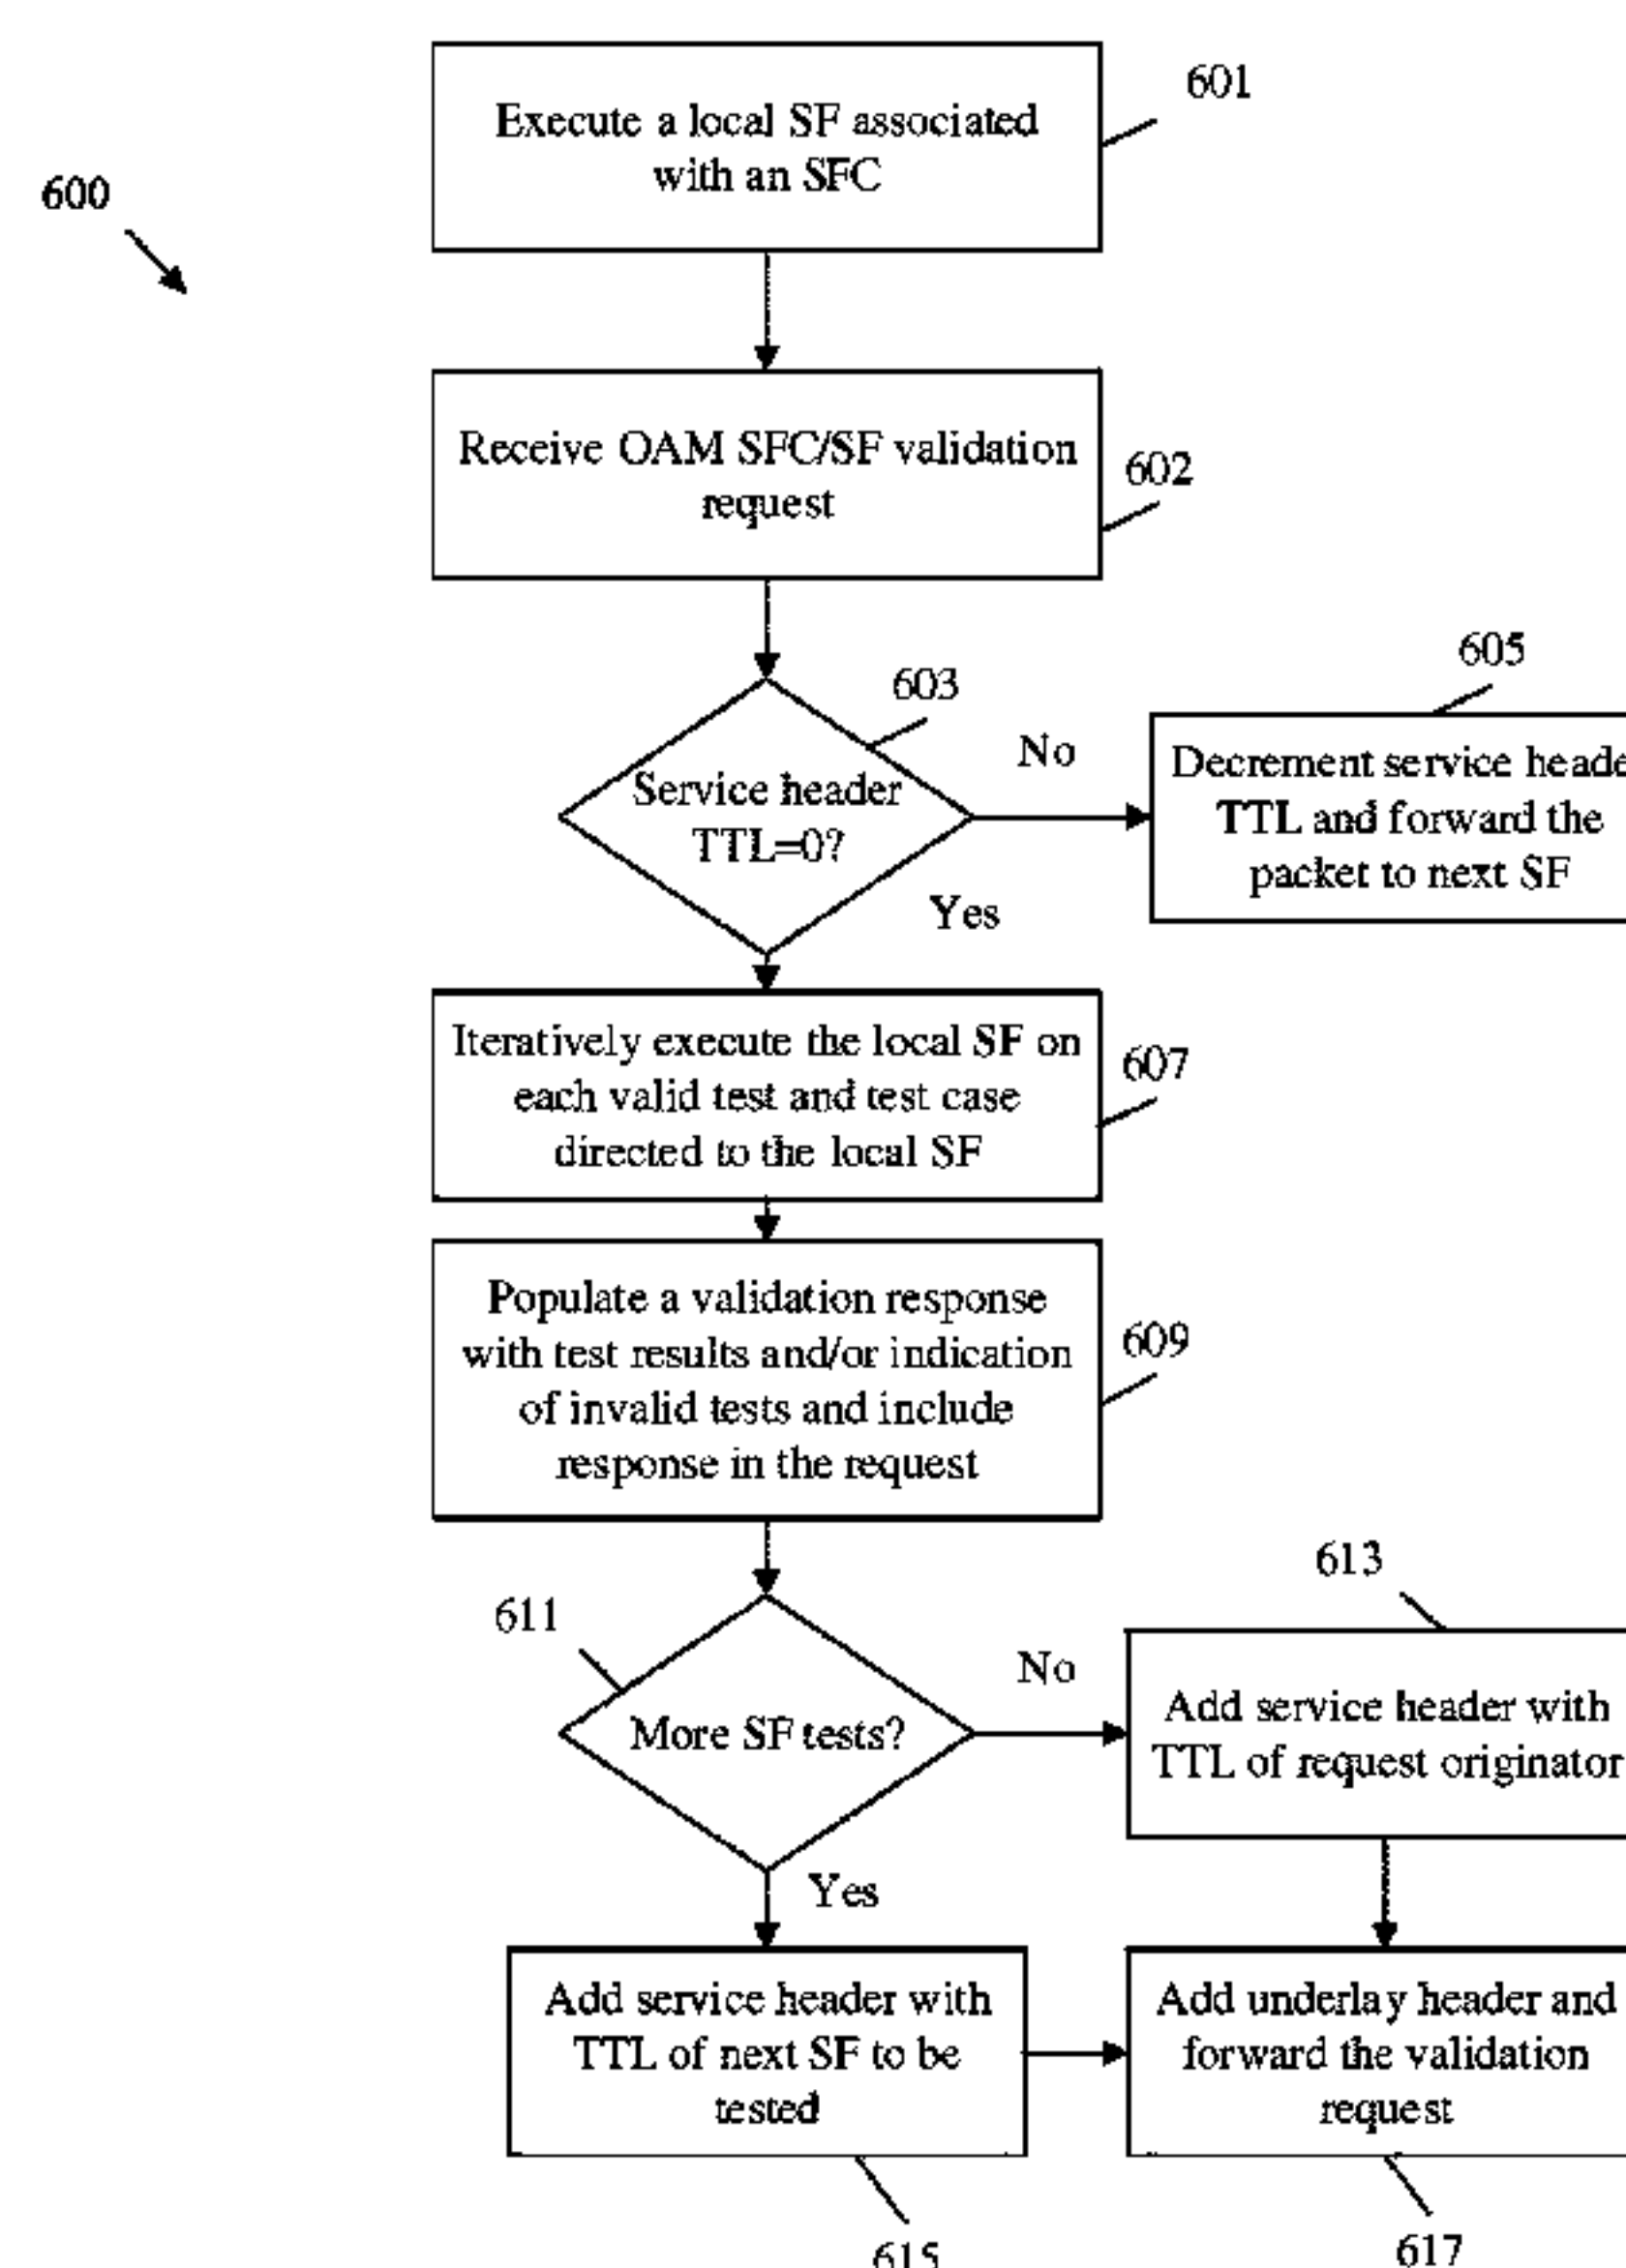 601
Execute a local SF associated
with an SFC
600
Receive OAM SFC/SF validation
request
602
603
605
Service header
TTL=0?
No
Yes
Decrement service heade
TTL and forward the
packet to next SF
Iteratively execute the local SF on
each valid test and test case
directed to the local SF
607
Populate a validation response
with test results and/or indication
of invalid tests and include
response in the request
609
611
613
More SF tests?
No
Yes
Add service header with
TTL of request originator
Add service header with
TTL of next SF to be
tested
Add underlay header and
forward the validation
request
615
617